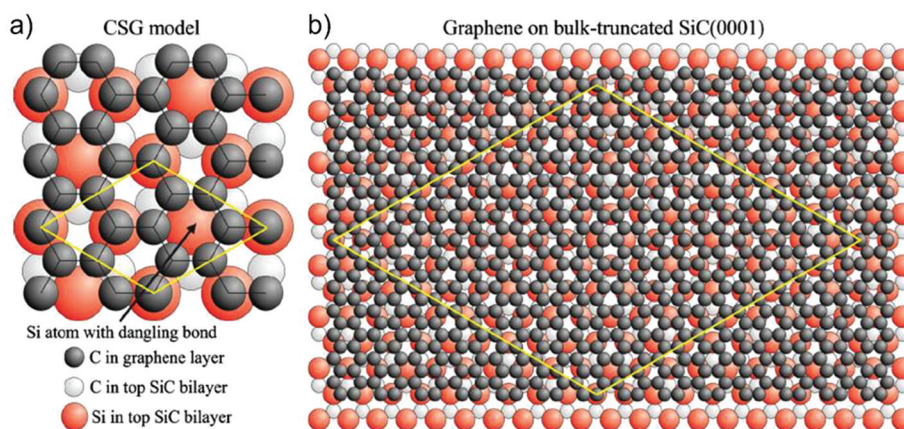 a)
CSG model
Si atom with dangling bond
C in graphene layer
C in top SiC bilayer
Si in top SiC bilayer
b)
Graphene on bulk-truncated SiC(0001)